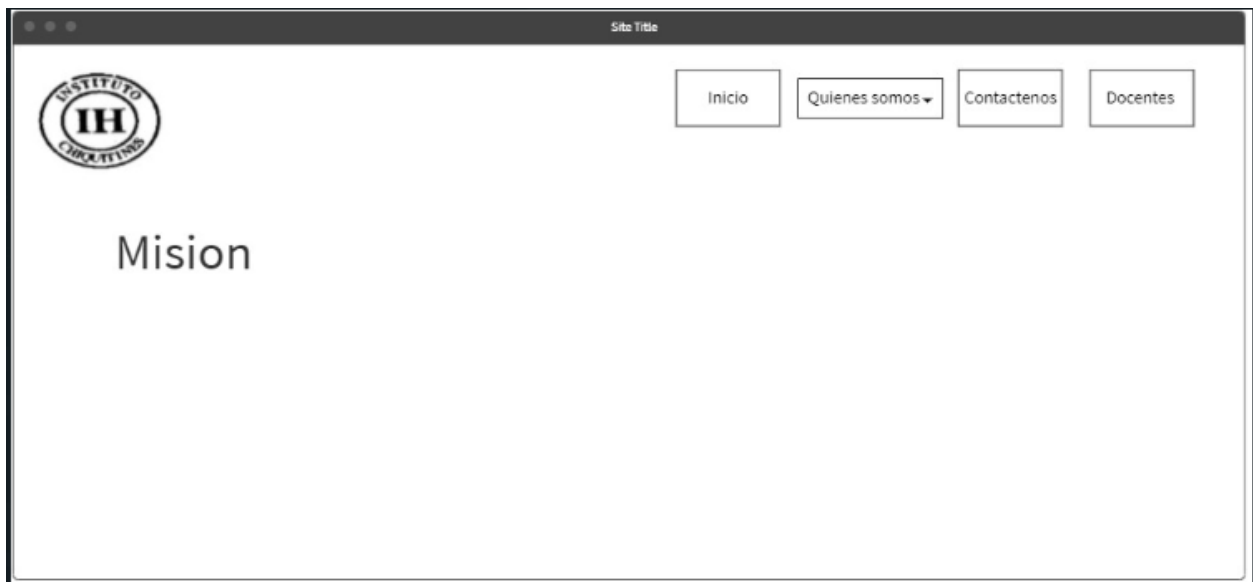 Site Title
INSTITUTO
IH
CHIQUITINES
Inicio
Quienes somos
Contactenos
Docentes
Mision